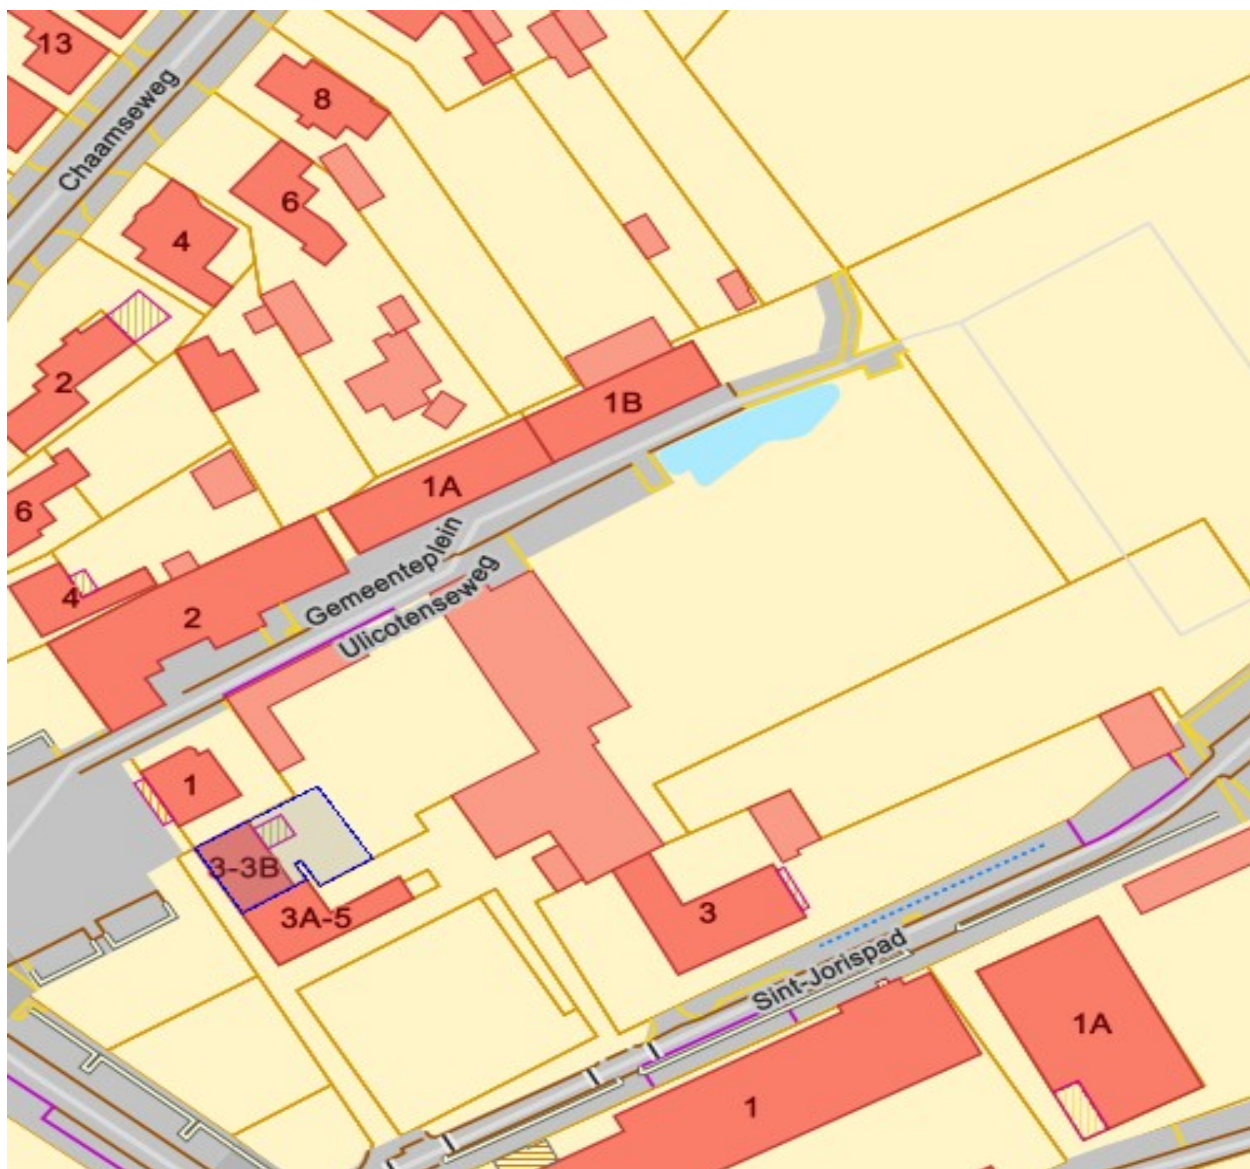 13
Chaamseweg
8
6
4
2
1B
1A
6
Gemeenteplein
Ulicotenseweg
4
2
1
3-3B
3A-5
3
Sint-Jorispad
1A
1